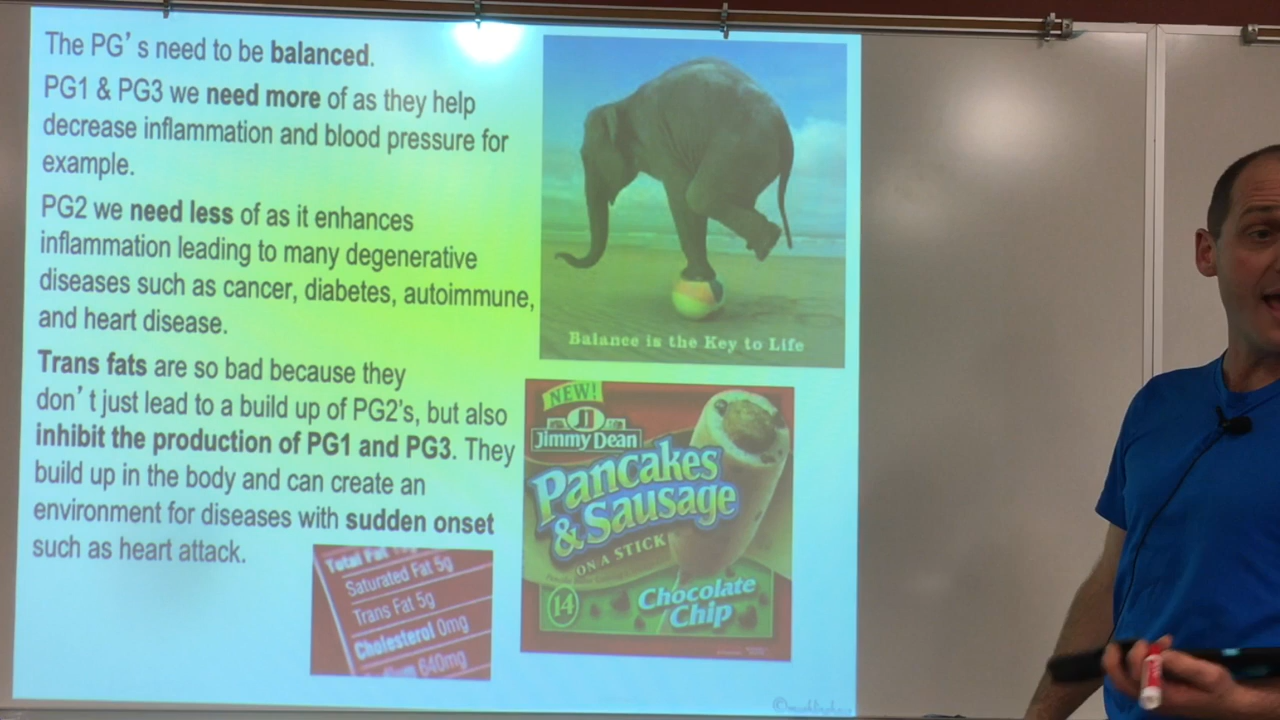 The PG's need to be balanced.
PG1 & PG3 we need more of as they help
decrease inflammation and blood pressure for
example.
PG2 we need less of as it enhances
inflammation leading to many degenerative
diseases such as cancer, diabetes, autoimmune,
and heart disease.
Trans fats are so bad because they
don't just lead to a build up of PG2's, but also
inhibit the production of PG1 and PG3. They
build up in the body and can create an
environment for diseases with sudden onset
such as heart attack.
Balance is the Key to Life
NEW!
JD
Jimmy Dean
Pancakes
& Sausage
ON A STICK
14
Chocolate
Chip
Total Fat
Saturated Fat 5g
Trans Fat 5g
Cholesterol 0mg
640mg